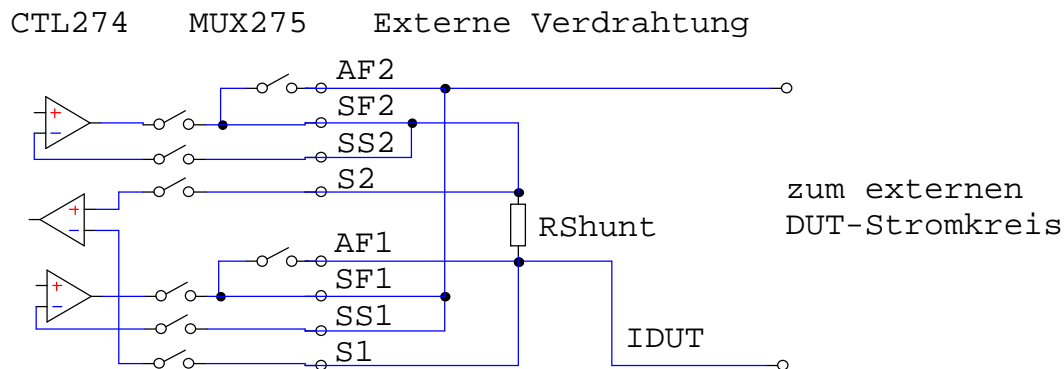 CTL274 MUX275 Externe Verdrahtung
AF2
+
SF2
-
SS2
S2
zum externen
+
RShunt
DUT-Stromkreis
-
AF1
+
SF1
-
SS1
IDUT
S1